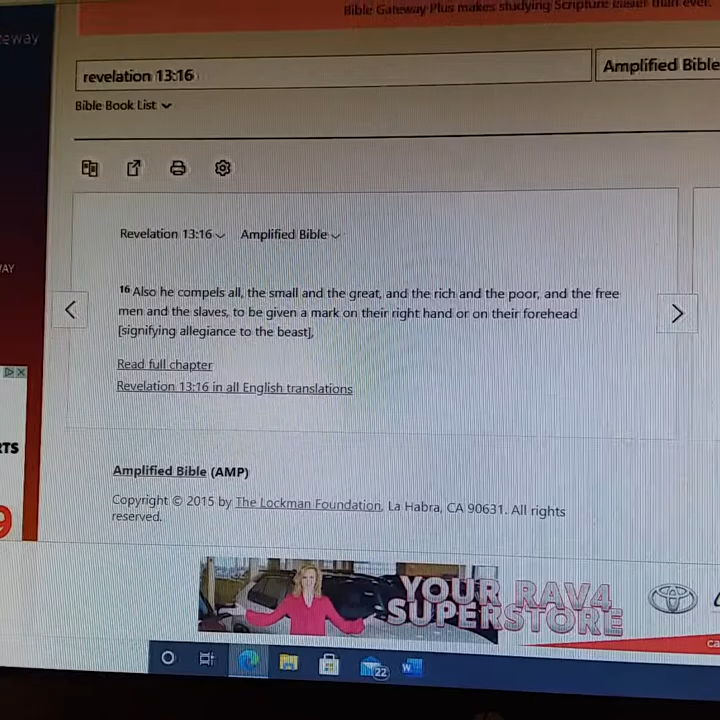 Bible Gateway Plus makes studying Scripture easier than ever.
eway
revelation 13:16
Amplified Bible
Bible Book List
Revelation 13:16 Amplified Bible
WAY
16 Also he compels all, the small and the great, and the rich and the poor, and the free
men and the slaves, to be given a mark on their right hand or on their forehead
[signifying allegiance to the beast],
Read full chapter
Revelation 13:16 in all English translations
RTS
9
Amplified Bible (AMP)
Copyright © 2015 by The Lockman Foundation, La Habra, CA 90631. All rights
reserved.
YOUR RAV4
SUPERSTORE
ca
22
W